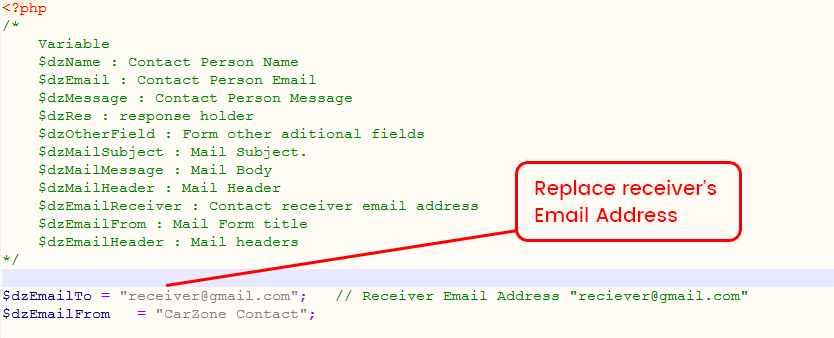 <?php
/*
Variable
$dzName : Contact Person Name
$dzEmail : Contact Person Email
$dzMessage : Contact Person Message
$dzRes : response holder
$dzOtherField : Form other aditional fields
$dzMailSubject : Mail Subject.
$dzMailMessage : Mail Body
$dzMailHeader : Mail Header
$dzEmailReceiver : Contact receiver email address
$dzEmailFrom : Mail Form title
$dzEmailHeader : Mail headers
*/
Replace receiver's
Email Address
$dzEmailTo = "receiver@gmail.com";   // Receiver Email Address "reciever@gmail.com"
$dzEmailFrom   = "CarZone Contact";